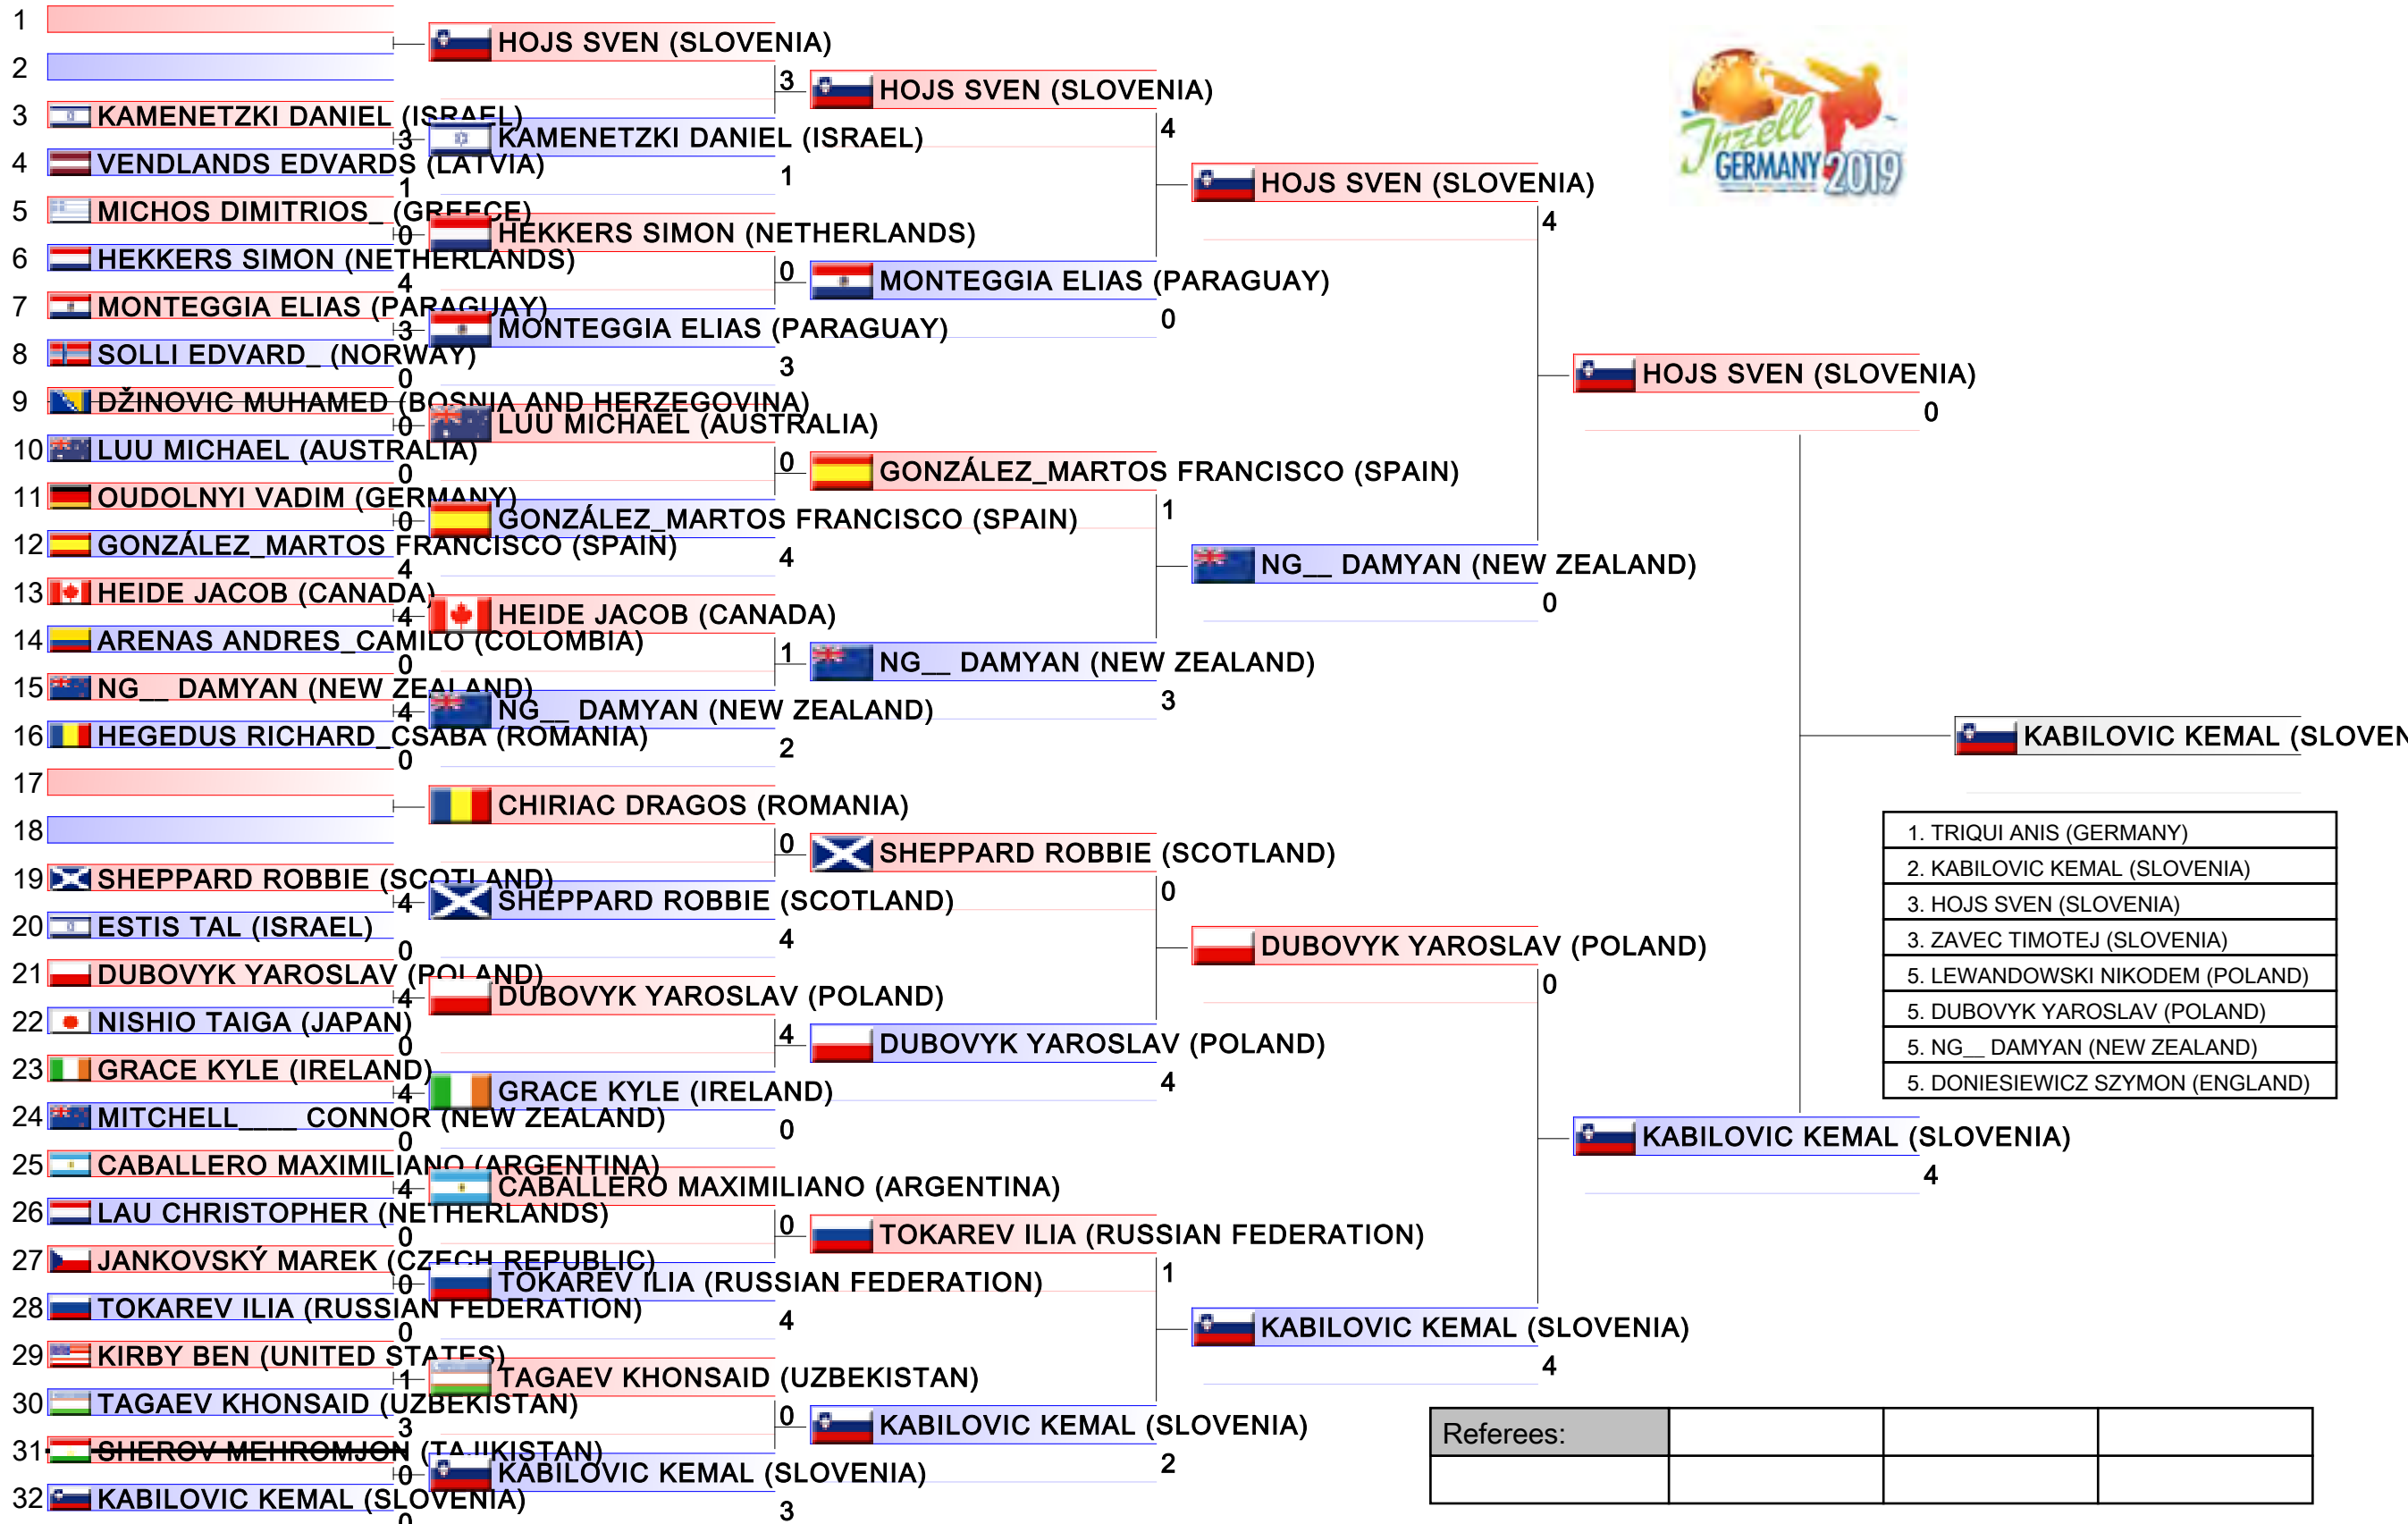 1
2
3 KAMENETZKI DANIEL (ISRAEL)
3
4 VENDLANDS EDVARDS (LATVIA)
1
5 MICHOS DIMITRIOS_ (GREECE)
0
6 HEKKERS SIMON (NETHERLANDS)
4
7 MONTEGGIA ELIAS (PARAGUAY)
3
8 SOLLI EDVARD_ (NORWAY)
0
9 DŽINOVIC MUHAMED (BOSNIA AND HERZEGOVINA)
0
10 LUU MICHAEL (AUSTRALIA)
0
11 OUDOLNYI VADIM (GERMANY)
0
12 GONZÁLEZ_MARTOS FRANCISCO (SPAIN)
4
13 HEIDE JACOB (CANADA)
4
14 ARENAS ANDRES_CAMILO (COLOMBIA)
0
15 NG__ DAMYAN (NEW ZEALAND)
4
16 HEGEDUS RICHARD_CSABA (ROMANIA)
0
17
18
19 SHEPPARD ROBBIE (SCOTLAND)
4
20 ESTIS TAL (ISRAEL)
0
21 DUBOVYK YAROSLAV (POLAND)
4
22 NISHIO TAIGA (JAPAN)
0
23 GRACE KYLE (IRELAND)
4
24 MITCHELL____ CONNOR (NEW ZEALAND)
0
25 CABALLERO MAXIMILIANO (ARGENTINA)
4
26 LAU CHRISTOPHER (NETHERLANDS)
0
27 JANKOVSKÝ MAREK (CZECH REPUBLIC)
0
28 TOKAREV ILIA (RUSSIAN FEDERATION)
0
29 KIRBY BEN (UNITED STATES)
1
30 TAGAEV KHONSAID (UZBEKISTAN)
3
31 SHEROV MEHROMJON (TAJIKISTAN)
0
32 KABILOVIC KEMAL (SLOVENIA)
0
HOJS SVEN (SLOVENIA)
3
KAMENETZKI DANIEL (ISRAEL)
1
HEKKERS SIMON (NETHERLANDS)
0
MONTEGGIA ELIAS (PARAGUAY)
3
LUU MICHAEL (AUSTRALIA)
0
GONZÁLEZ_MARTOS FRANCISCO (SPAIN)
4
HEIDE JACOB (CANADA)
1
NG__ DAMYAN (NEW ZEALAND)
2
CHIRIAC DRAGOS (ROMANIA)
0
SHEPPARD ROBBIE (SCOTLAND)
4
DUBOVYK YAROSLAV (POLAND)
4
GRACE KYLE (IRELAND)
0
CABALLERO MAXIMILIANO (ARGENTINA)
0
TOKAREV ILIA (RUSSIAN FEDERATION)
4
TAGAEV KHONSAID (UZBEKISTAN)
0
KABILOVIC KEMAL (SLOVENIA)
3
HOJS SVEN (SLOVENIA)
4
MONTEGGIA ELIAS (PARAGUAY)
0
GONZÁLEZ_MARTOS FRANCISCO (SPAIN)
1
NG__ DAMYAN (NEW ZEALAND)
3
SHEPPARD ROBBIE (SCOTLAND)
0
DUBOVYK YAROSLAV (POLAND)
4
TOKAREV ILIA (RUSSIAN FEDERATION)
1
KABILOVIC KEMAL (SLOVENIA)
2
HOJS SVEN (SLOVENIA)
4
NG__ DAMYAN (NEW ZEALAND)
0
DUBOVYK YAROSLAV (POLAND)
0
KABILOVIC KEMAL (SLOVENIA)
4
HOJS SVEN (SLOVENIA)
0
KABILOVIC KEMAL (SLOVENIA)
4
KABILOVIC KEMAL (SLOVEN
Inzell
GERMANY 2019
1. TRIQUI ANIS (GERMANY)
2. KABILOVIC KEMAL (SLOVENIA)
3. HOJS SVEN (SLOVENIA)
3. ZAVEC TIMOTEJ (SLOVENIA)
5. LEWANDOWSKI NIKODEM (POLAND)
5. DUBOVYK YAROSLAV (POLAND)
5. NG__ DAMYAN (NEW ZEALAND)
5. DONIESIEWICZ SZYMON (ENGLAND)
Referees: